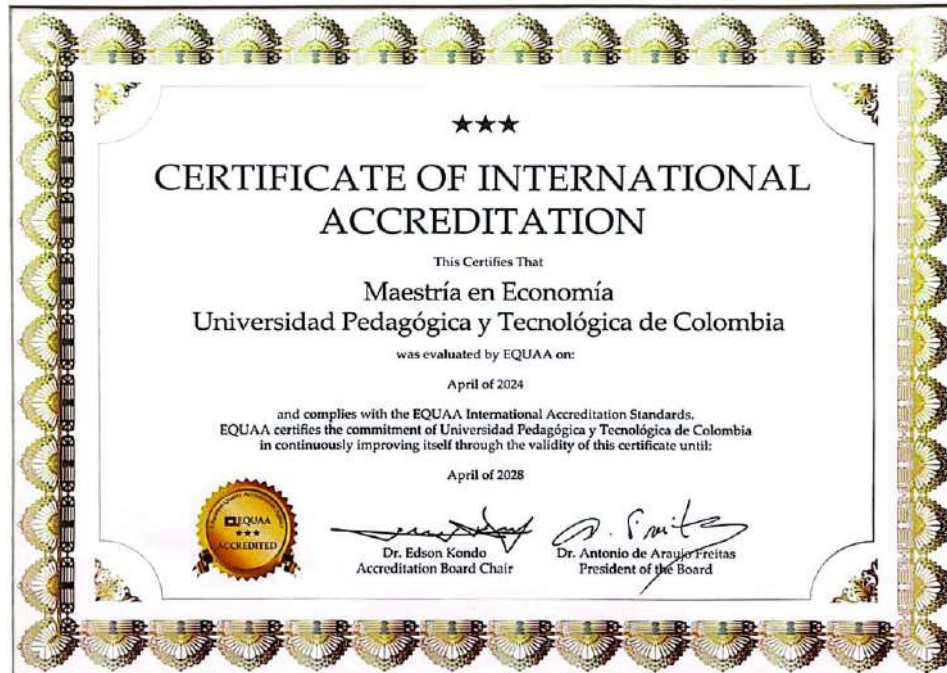 ★★★
CERTIFICATE OF INTERNATIONAL
ACCREDITATION
This Certifies That
Maestría en Economía
Universidad Pedagógica y Tecnológica de Colombia
was evaluated by EQUAA on:
April of 2024
and complies with the EQUAA International Accreditation Standards.
EQUAA certifies the commitment of Universidad Pedagógica y Tecnológica de Colombia
in continuously improving itself through the validity of this certificate until:
April of 2028
EQUAA
★★★
ACCREDITED
Dr. Edson Kondo
Accreditation Board Chair
Dr. Antonio de Araujo Freitas
President of the Board